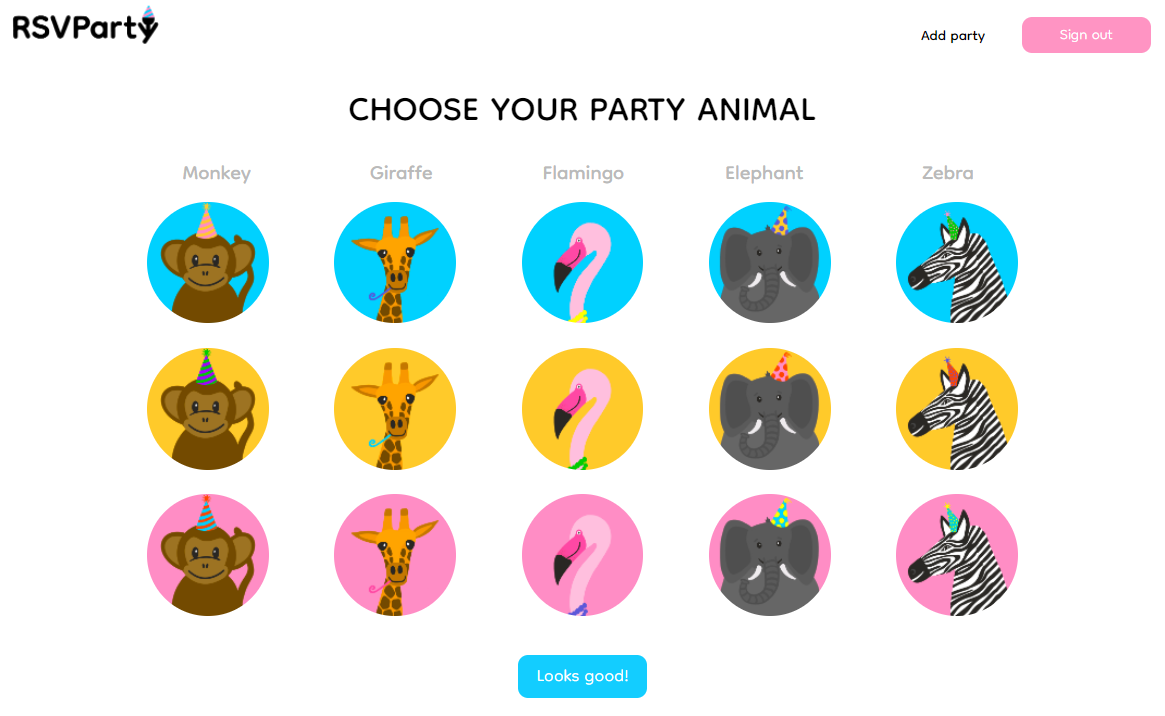 RSVParty
Add party
Sign out
CHOOSE YOUR PARTY ANIMAL
Monkey
Giraffe
Flamingo
Elephant
Zebra
Looks good!